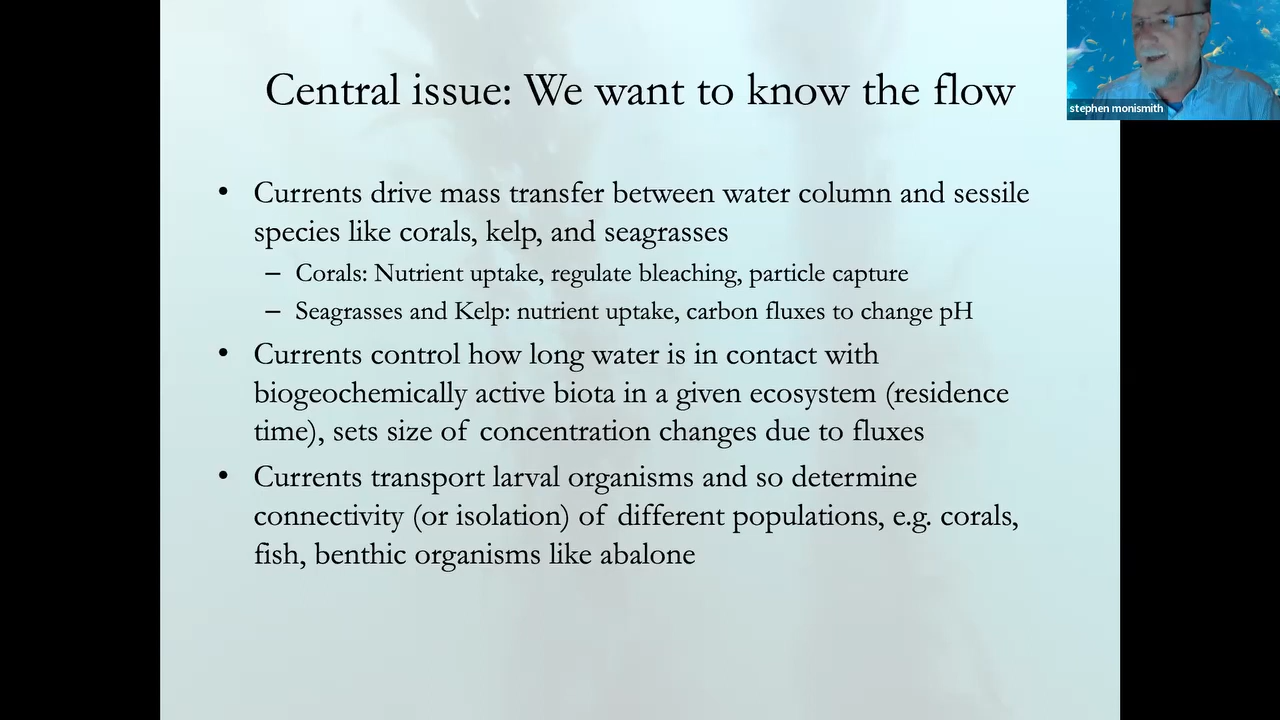 Central issue: We want to know the flow
stephen monismith
• Currents drive mass transfer between water column and sessile
species like corals, kelp, and seagrasses
– Corals: Nutrient uptake, regulate bleaching, particle capture
– Seagrasses and Kelp: nutrient uptake, carbon fluxes to change pH
• Currents control how long water is in contact with
biogeochemically active biota in a given ecosystem (residence
time), sets size of concentration changes due to fluxes
• Currents transport larval organisms and so determine
connectivity (or isolation) of different populations, e.g. corals,
fish, benthic organisms like abalone